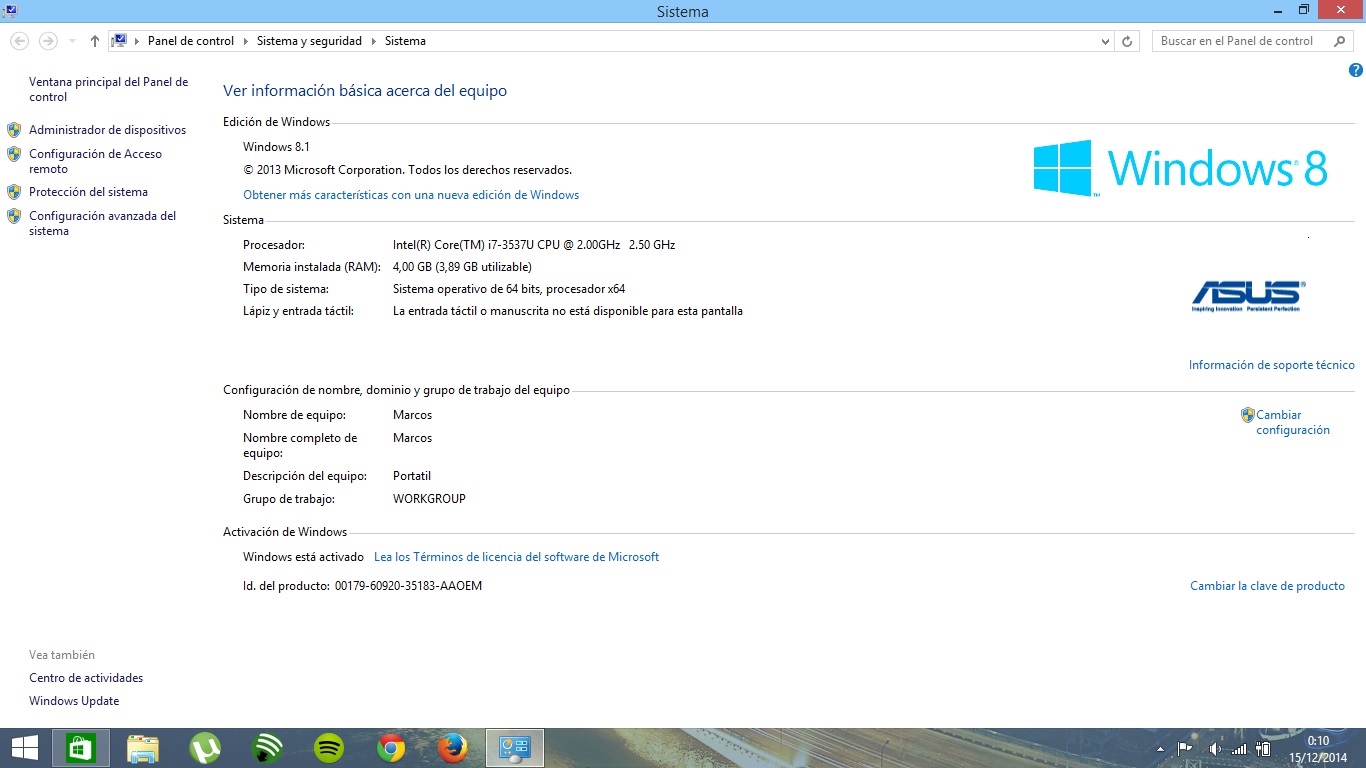 Sistema
Panel de control
Sistema y seguridad
Sistema
Buscar en el Panel de control
Ventana principal del Panel de
control
Administrador de dispositivos
Configuración de Acceso
remoto
Protección del sistema
Configuración avanzada del
sistema
Ver información básica acerca del equipo
Edición de Windows
Windows 8.1
© 2013 Microsoft Corporation. Todos los derechos reservados.
Obtener más características con una nueva edición de Windows
Windows® 8
Sistema
Procesador: Intel(R) Core(TM) i7-3537U CPU @ 2.00GHz 2.50 GHz
Memoria instalada (RAM): 4,00 GB (3,89 GB utilizable)
Tipo de sistema: Sistema operativo de 64 bits, procesador x64
Lápiz y entrada táctil: La entrada táctil o manuscrita no está disponible para esta pantalla
ASUS®
Inspiring Innovation Persistent Perfection
Información de soporte técnico
Configuración de nombre, dominio y grupo de trabajo del equipo
Nombre de equipo: Marcos
Nombre completo de
equipo: Marcos
Descripción del equipo: Portatil
Grupo de trabajo: WORKGROUP
Cambiar
configuración
Activación de Windows
Windows está activado Lea los Términos de licencia del software de Microsoft
Id. del producto: 00179-60920-35183-AAOEM
Cambiar la clave de producto
Vea también
Centro de actividades
Windows Update
0:10
15/12/2014